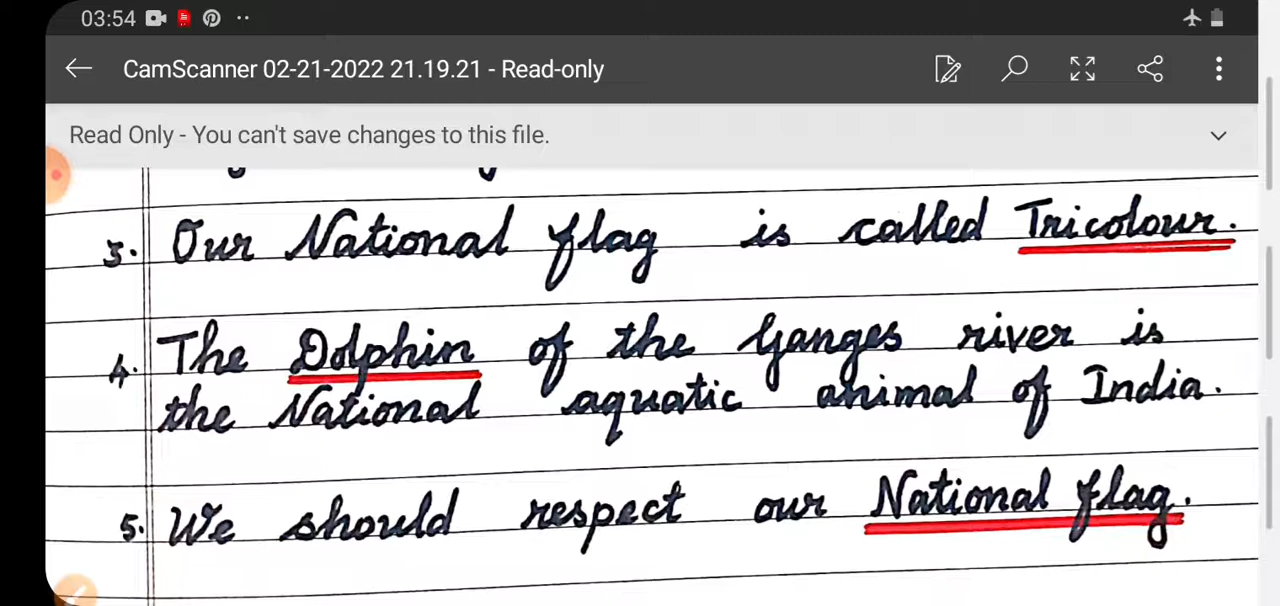 03:54
CamScanner 02-21-2022 21.19.21 - Read-only
Read Only - You can't save changes to this file.
3. Our National flag is called Tricolour.
4. The Dolphin of the Ganges river is
the National aquatic animal of India.
5. We should respect our National flag.